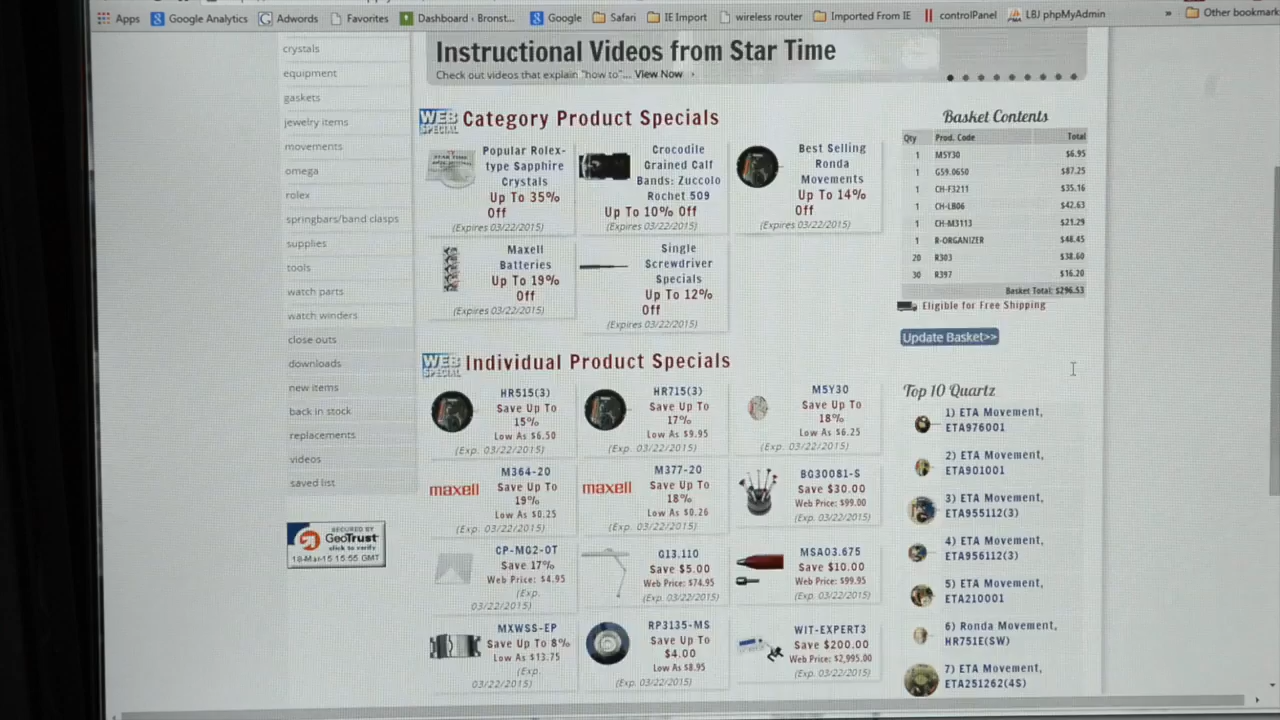 Apps
Google Analytics
Adwords
Favorites
Dashboard ‹ Bronst...
Google
Safari
IE Import
wireless router
Imported From IE
controlPanel
LBJ phpMyAdmin
»
Other bookmark
crystals
equipment
gaskets
jewelry items
movements
omega
rolex
springbars/band clasps
supplies
tools
watch parts
watch winders
close outs
downloads
new items
back in stock
replacements
videos
saved list
SECURED BY
GeoTrust
click to verify
18-Mar-15 15:55 GMT
Instructional Videos from Star Time
Check out videos that explain "how to"... View Now ›
WEB SPECIAL
Category Product Specials
Popular Rolex-
type Sapphire
Crystals
Up To 35%
Off
(Expires 03/22/2015)
Crocodile
Grained Calf
Bands: Zuccolo
Rochet 509
Up To 10% Off
(Expires 03/22/2015)
Best Selling
Ronda
Movements
Up To 14%
Off
(Expires 03/22/2015)
Maxell
Batteries
Up To 19%
Off
(Expires 03/22/2015)
Single
Screwdriver
Specials
Up To 12%
Off
(Expires 03/22/2015)
WEB SPECIAL
Individual Product Specials
HR515(3)
Save Up To
15%
Low As $6.50
(Exp. 03/22/2015)
HR715(3)
Save Up To
17%
Low As $9.95
(Exp. 03/22/2015)
M5Y30
Save Up To
18%
Low As $6.25
(Exp. 03/22/2015)
maxell
M364-20
Save Up To
19%
Low As $0.25
(Exp. 03/22/2015)
maxell
M377-20
Save Up To
18%
Low As $0.26
(Exp. 03/22/2015)
BG30081-S
Save $30.00
Web Price: $99.00
(Exp. 03/22/2015)
CP-MG2-0T
Save 17%
Web Price: $4.95
(Exp.
03/22/2015)
G13.110
Save $5.00
Web Price: $74.95
(Exp. 03/22/2015)
MSA03.675
Save $10.00
Web Price: $99.95
(Exp. 03/22/2015)
MXWSS-EP
Save Up To 8%
Low As $13.75
(Exp.
03/22/2015)
RP3135-MS
Save Up To
$4.00
Low As $8.95
(Exp. 03/22/2015)
WIT-EXPERT3
Save $200.00
Web Price: $2,995.00
(Exp. 03/22/2015)
Basket Contents
Qty Prod. Code Total
1 M5Y30 $6.95
1 G59.0650 $87.25
1 CH-F3211 $35.16
1 CH-L806 $42.63
1 CH-M3113 $21.29
1 R-ORGANIZER $48.45
20 R303 $38.60
30 R397 $16.20
Basket Total: $296.53
Eligible for Free Shipping
Update Basket>>
Top 10 Quartz
1) ETA Movement,
ETA976001
2) ETA Movement,
ETA901001
3) ETA Movement,
ETA955112(3)
4) ETA Movement,
ETA956112(3)
5) ETA Movement,
ETA210001
6) Ronda Movement,
HR751E(SW)
7) ETA Movement,
ETA251262(4S)